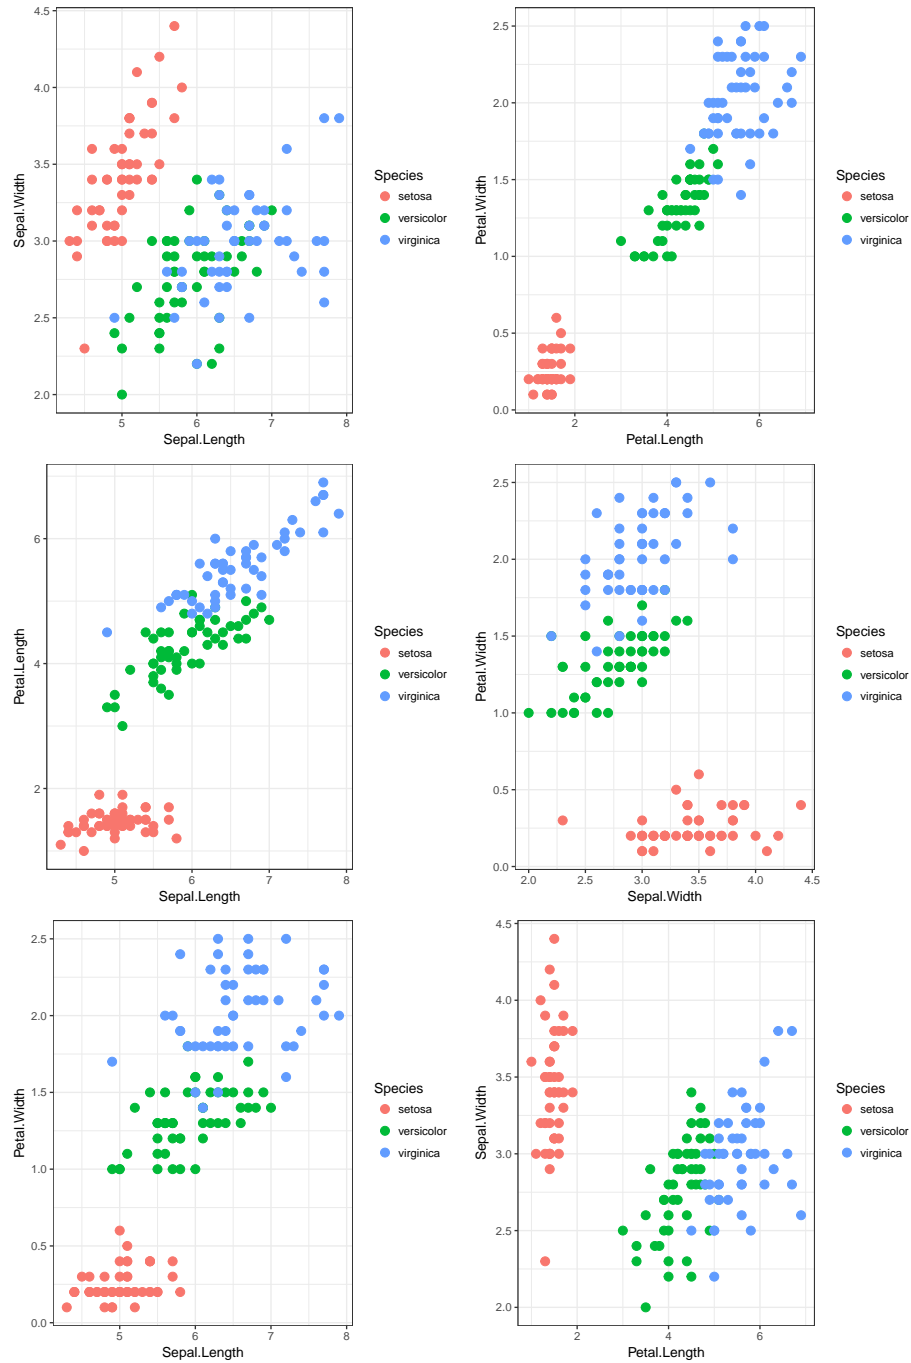 4.5
4.0
3.5
3.0
2.5
2.0
Sepal.Width
5 6 7 8
Sepal.Length
Species
setosa
versicolor
virginica
2.5
2.0
1.5
1.0
0.5
0.0
Petal.Width
2 4 6
Petal.Length
Species
setosa
versicolor
virginica
6
4
2
Petal.Length
5 6 7 8
Sepal.Length
Species
setosa
versicolor
virginica
2.5
2.0
1.5
1.0
0.5
0.0
Petal.Width
2.0 2.5 3.0 3.5 4.0 4.5
Sepal.Width
Species
setosa
versicolor
virginica
2.5
2.0
1.5
1.0
0.5
0.0
Petal.Width
5 6 7 8
Sepal.Length
Species
setosa
versicolor
virginica
4.5
4.0
3.5
3.0
2.5
2.0
Sepal.Width
2 4 6
Petal.Length
Species
setosa
versicolor
virginica